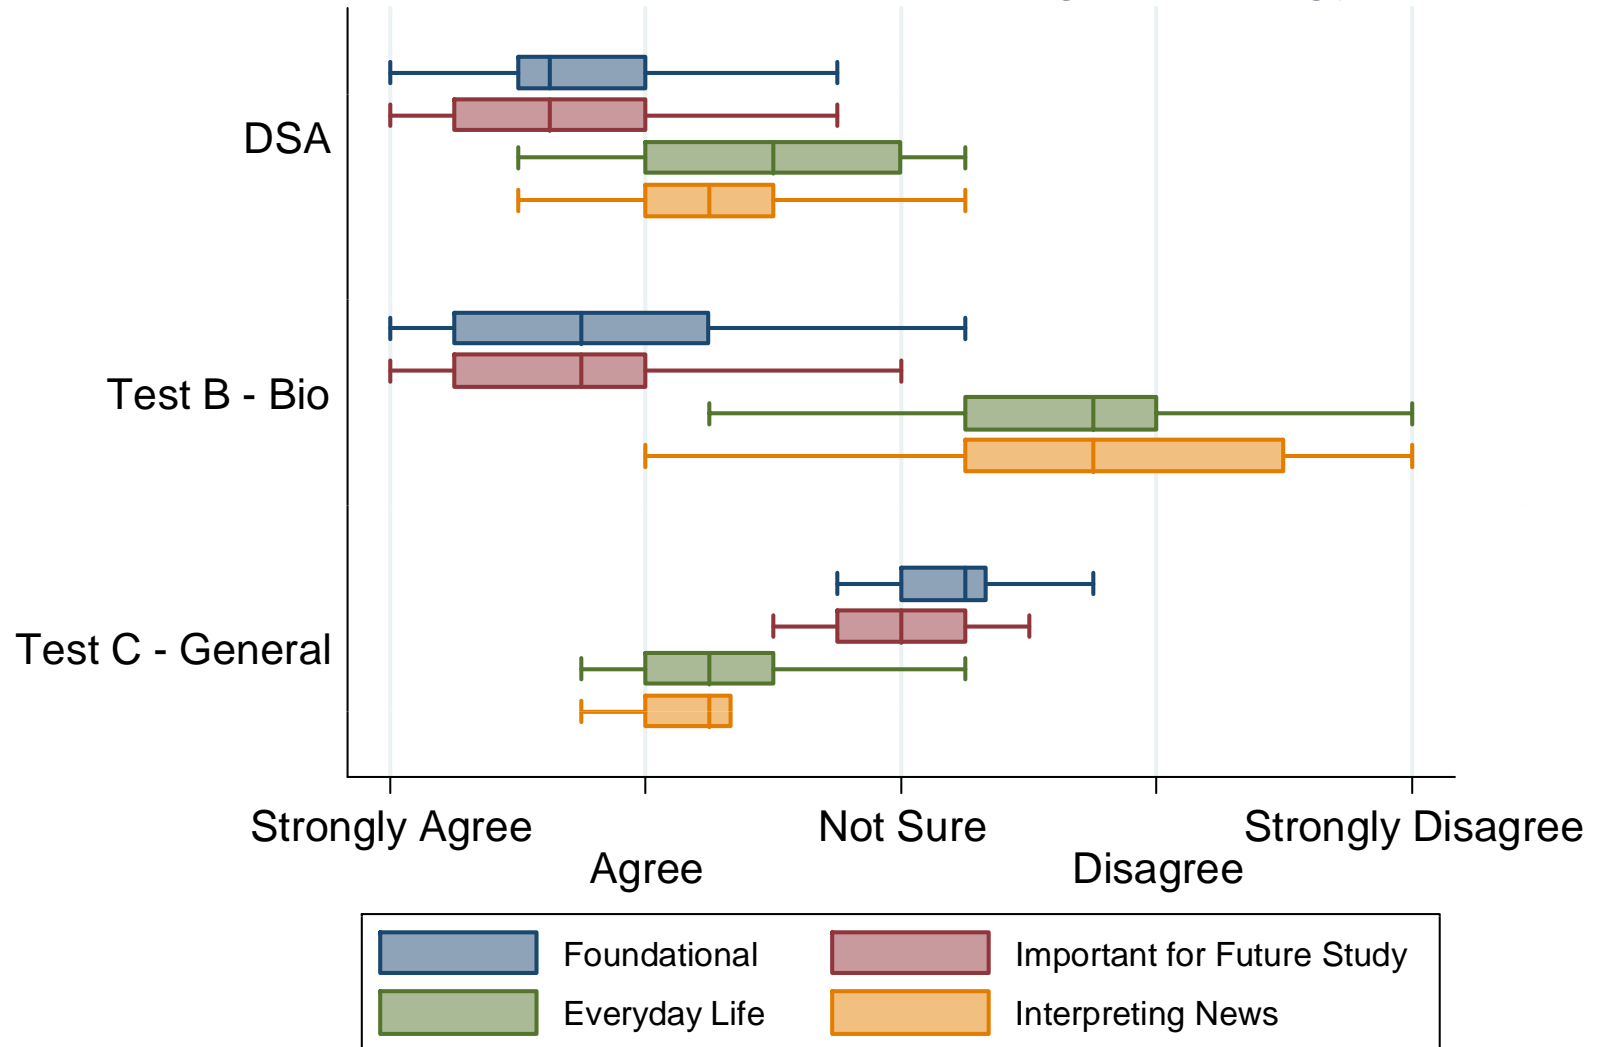 DSA
Test B - Bio
Test C - General
Strongly Agree
Not Sure
Strongly Disagree
Agree
Disagree
Foundational
Important for Future Study
Everyday Life
Interpreting News